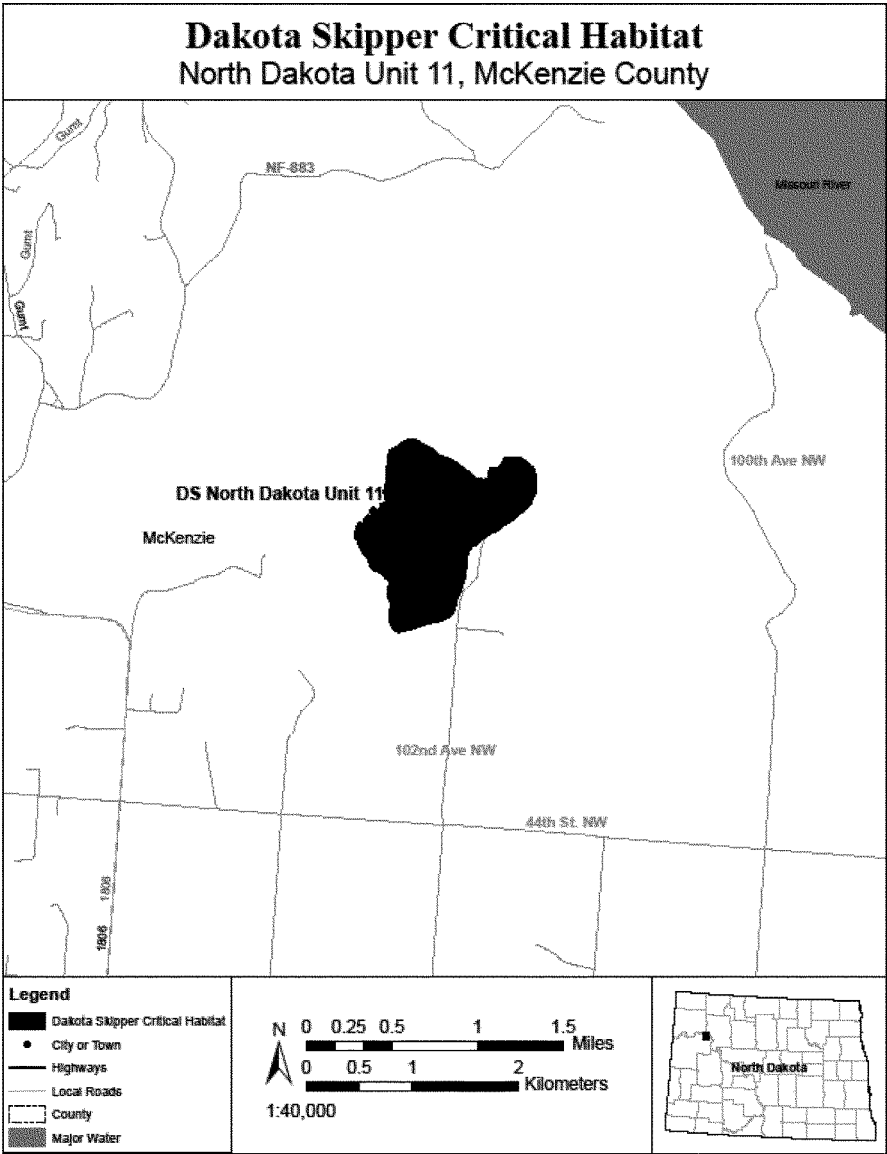 Dakota Skipper Critical Habitat
North Dakota Unit 11, McKenzie County
Gumt
NF-883
Missouri River
Gumt
Gumt
100th Ave NW
DS North Dakota Unit 11
McKenzie
102nd Ave NW
44th St. NW
1806
1806
Legend
Dakota Skipper Critical Habitat
City or Town
Highways
Local Roads
County
Major Water
N
0 0.25 0.5 1 1.5
Miles
0 0.5 1 2
Kilometers
1:40,000
North Dakota